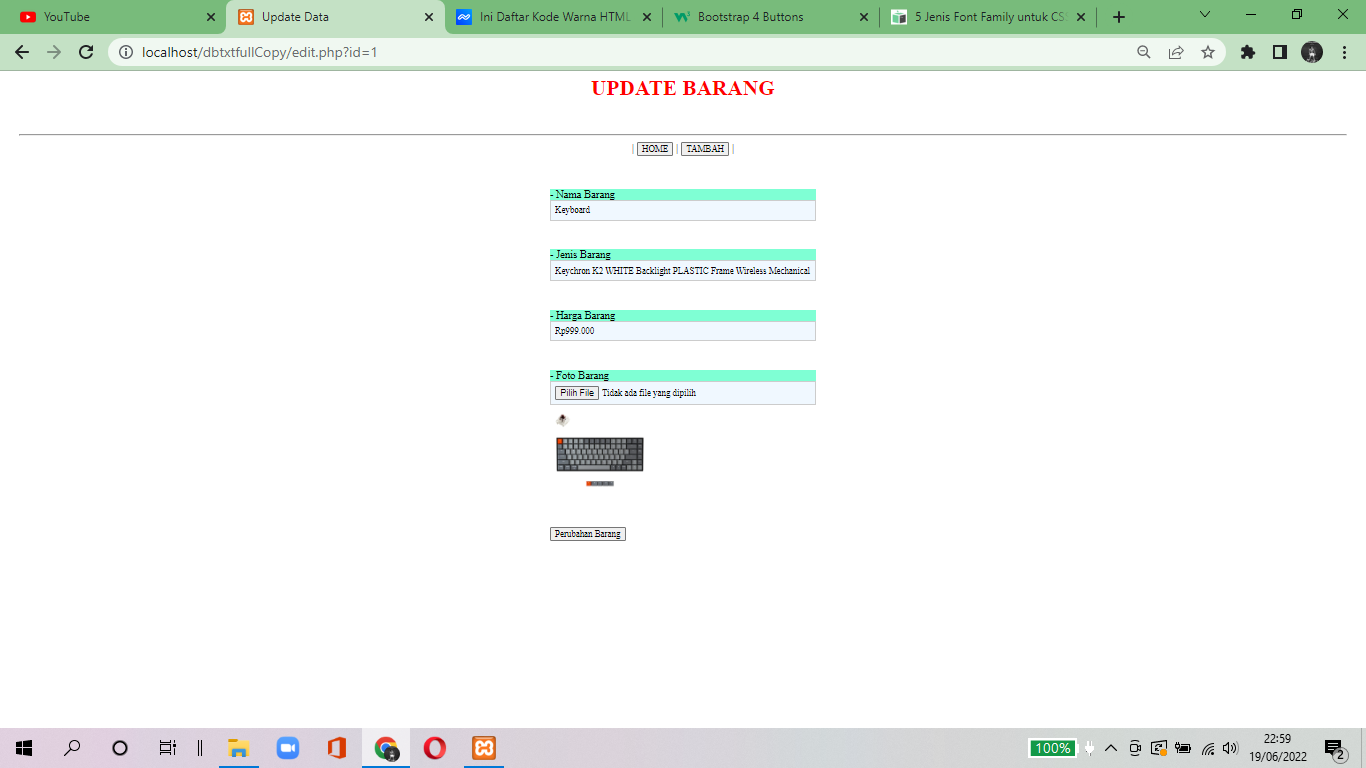 YouTube
Update Data
Ini Daftar Kode Warna HTML
Bootstrap 4 Buttons
5 Jenis Font Family untuk CSS
localhost/dbtxtfullCopy/edit.php?id=1
UPDATE BARANG
| HOME | TAMBAH |
- Nama Barang
Keyboard
- Jenis Barang
Keychron K2 WHITE Backlight PLASTIC Frame Wireless Mechanical
- Harga Barang
Rp999.000
- Foto Barang
Pilih File Tidak ada file yang dipilih
Perubahan Barang
100%
22:59
19/06/2022
2